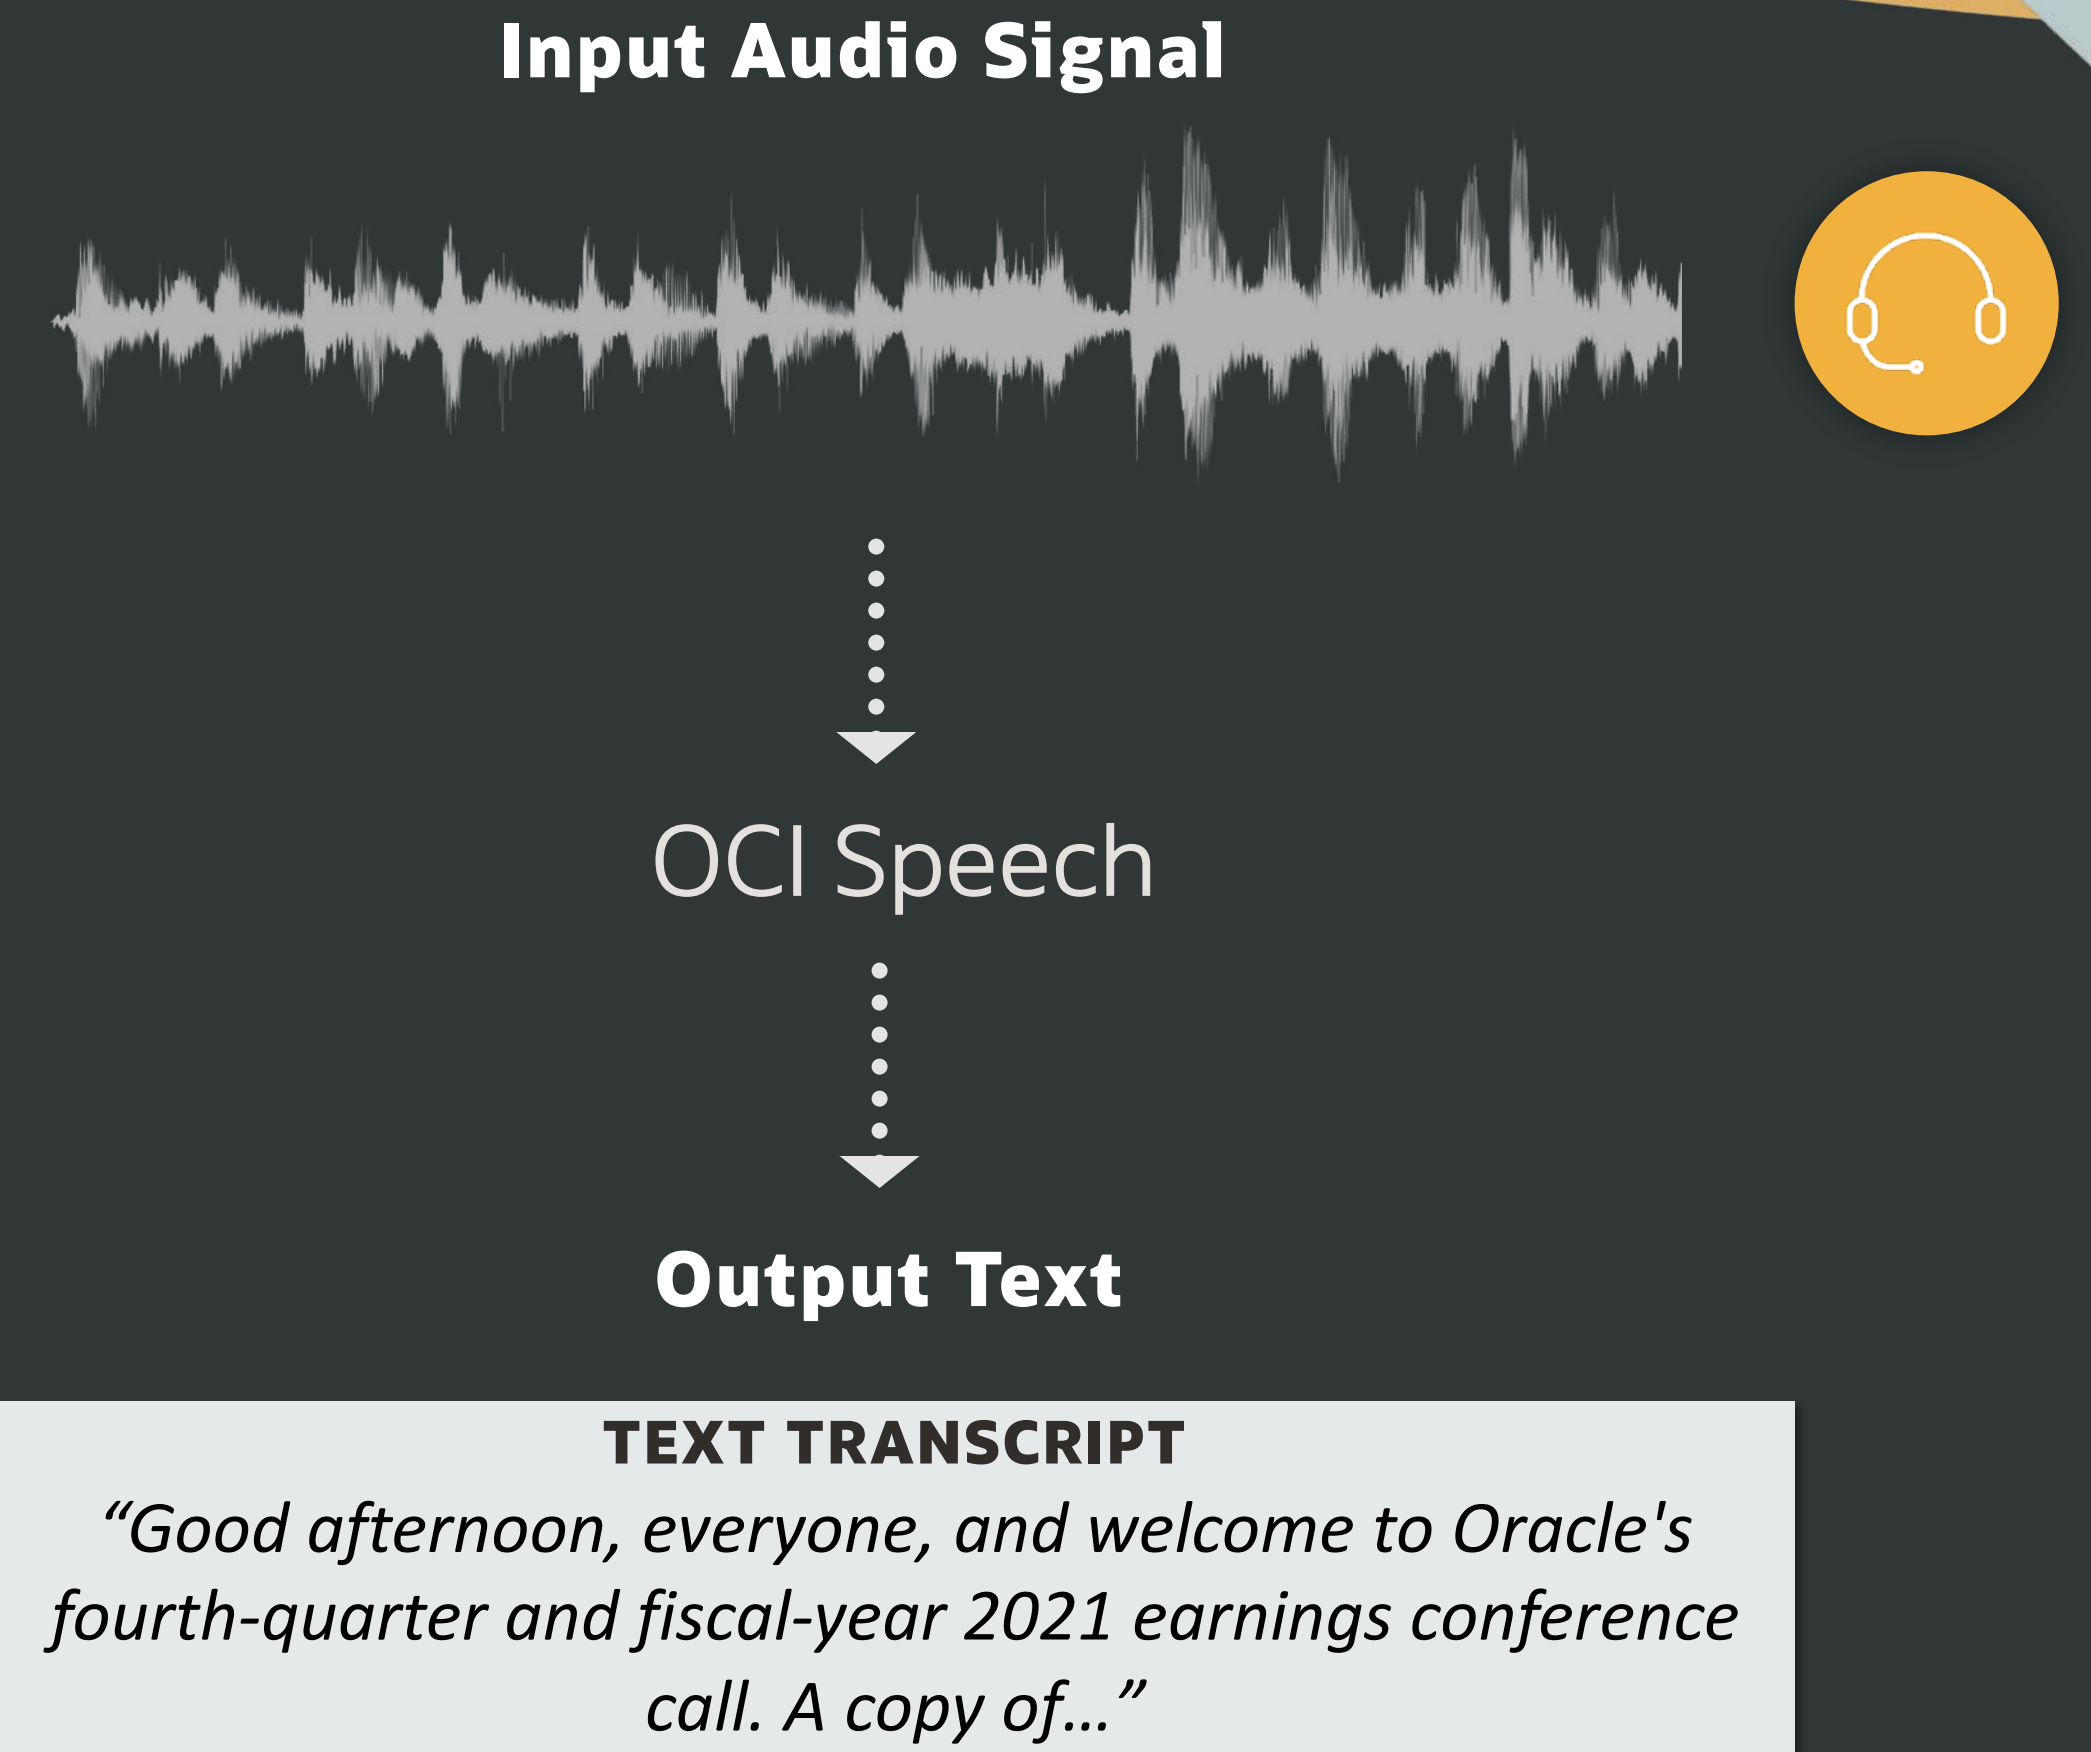 Input Audio Signal
OCI Speech
Output Text
TEXT TRANSCRIPT
“Good afternoon, everyone, and welcome to Oracle's
fourth-quarter and fiscal-year 2021 earnings conference
call. A copy of...”